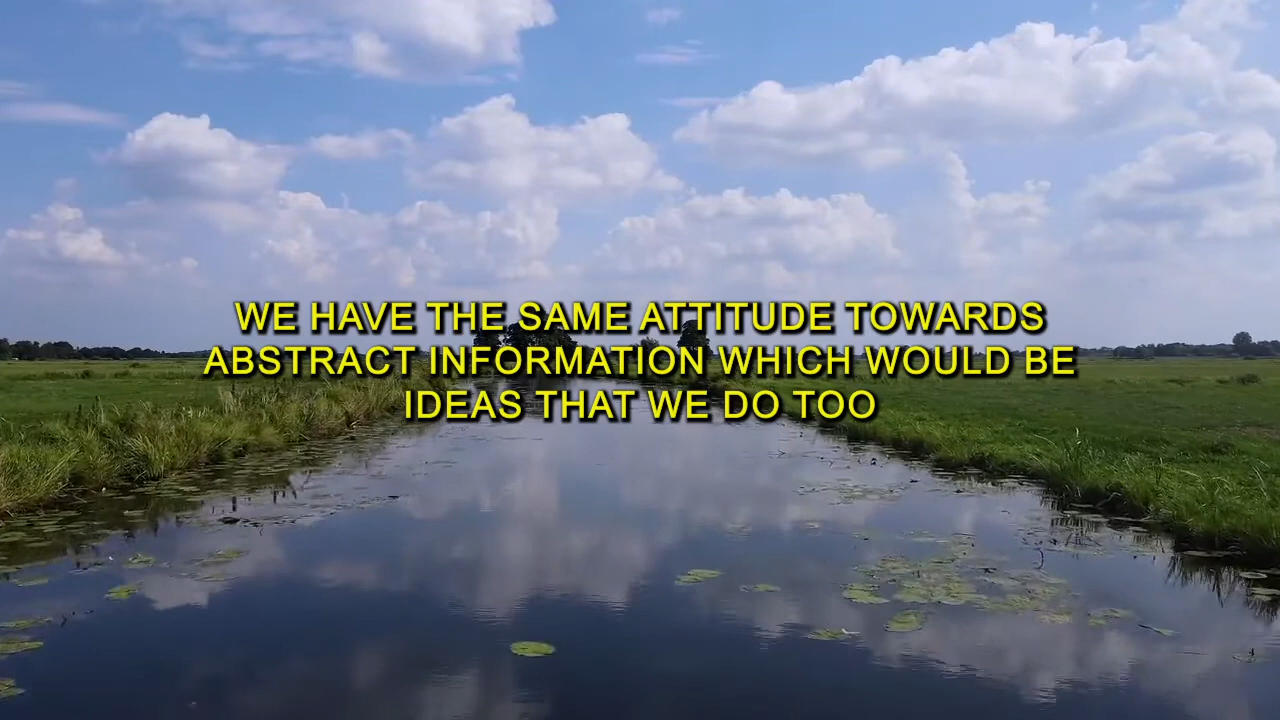 WE HAVE THE SAME ATTITUDE TOWARDS
ABSTRACT INFORMATION WHICH WOULD BE
IDEAS THAT WE DO TOO